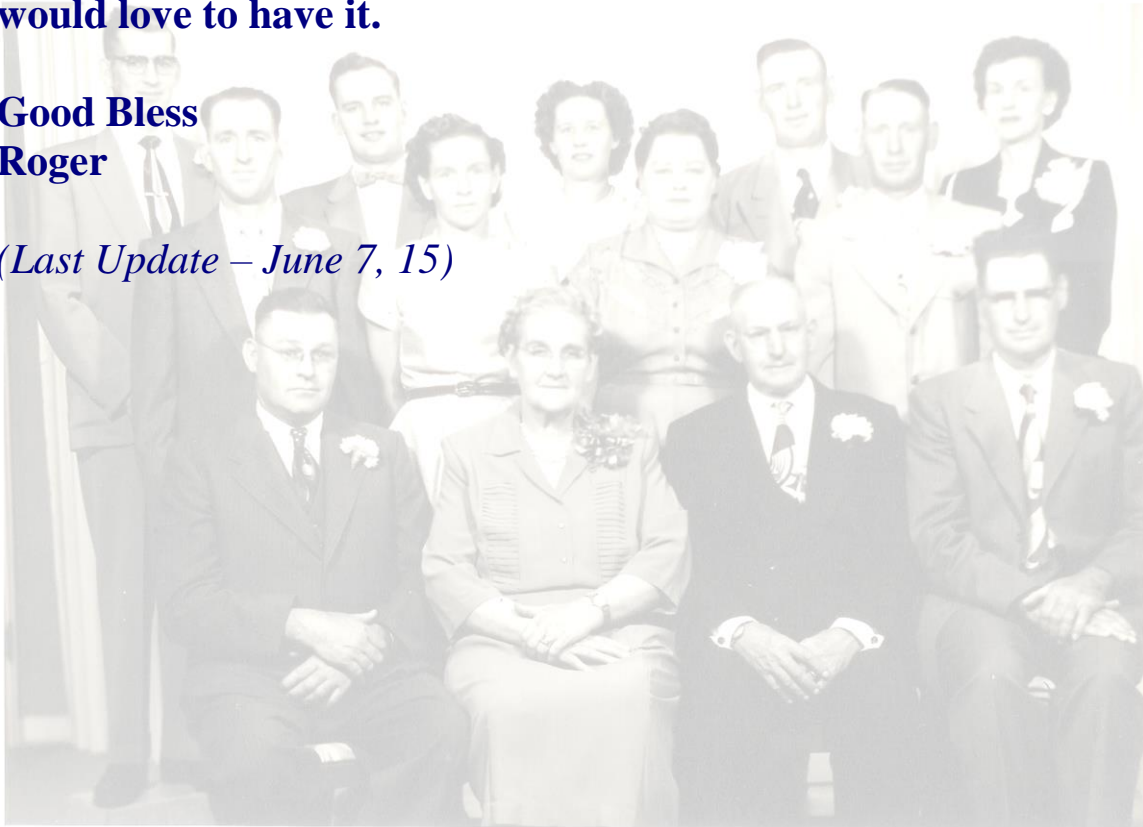 would love to have it.
Good Bless
Roger
(Last Update – June 7, 15)